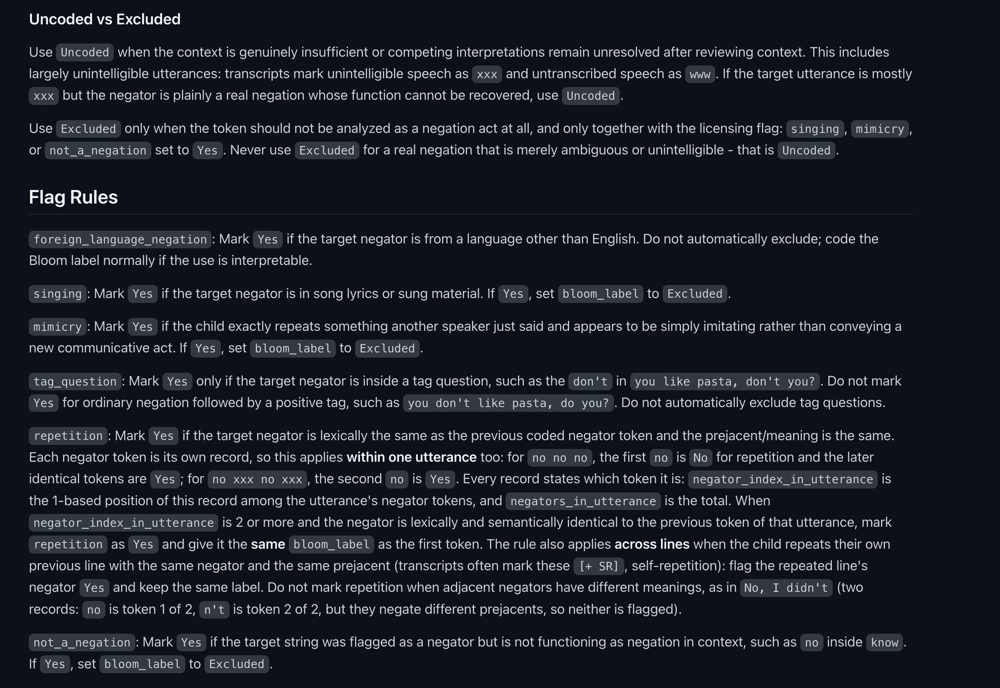 Uncoded vs Excluded
Use Uncoded when the context is genuinely insufficient or competing interpretations remain unresolved after reviewing context. This includes
largely unintelligible utterances: transcripts mark unintelligible speech as xxx and untranscribed speech as www. If the target utterance is mostly
xxx but the negator is plainly a real negation whose function cannot be recovered, use Uncoded.
Use Excluded only when the token should not be analyzed as a negation act at all, and only together with the licensing flag: singing, mimicry,
or not_a_negation set to Yes. Never use Excluded for a real negation that is merely ambiguous or unintelligible - that is Uncoded.
Flag Rules
foreign_language_negation: Mark Yes if the target negator is from a language other than English. Do not automatically exclude; code the
Bloom label normally if the use is interpretable.
singing: Mark Yes if the target negator is in song lyrics or sung material. If Yes, set bloom_label to Excluded.
mimicry: Mark Yes if the child exactly repeats something another speaker just said and appears to be simply imitating rather than conveying a
new communicative act. If Yes, set bloom_label to Excluded.
tag_question: Mark Yes only if the target negator is inside a tag question, such as the don't in you like pasta, don't you?. Do not mark
Yes for ordinary negation followed by a positive tag, such as you don't like pasta, do you?. Do not automatically exclude tag questions.
repetition: Mark Yes if the target negator is lexically the same as the previous coded negator token and the prejacent/meaning is the same.
Each negator token is its own record, so this applies within one utterance too: for no no no, the first no is No for repetition and the later
identical tokens are Yes; for no xxx no xxx, the second no is Yes. Every record states which token it is: negator_index_in_utterance is
the 1-based position of this record among the utterance's negator tokens, and negators_in_utterance is the total. When
negator_index_in_utterance is 2 or more and the negator is lexically and semantically identical to the previous token of that utterance, mark
repetition as Yes and give it the same bloom_label as the first token. The rule also applies across lines when the child repeats their own
previous line with the same negator and the same prejacent (transcripts often mark these [+ SR], self-repetition): flag the repeated line's
negator Yes and keep the same label. Do not mark repetition when adjacent negators have different meanings, as in No, I didn't (two
records: no is token 1 of 2, n't is token 2 of 2, but they negate different prejacents, so neither is flagged).
not_a_negation: Mark Yes if the target string was flagged as a negator but is not functioning as negation in context, such as no inside know.
If Yes, set bloom_label to Excluded.